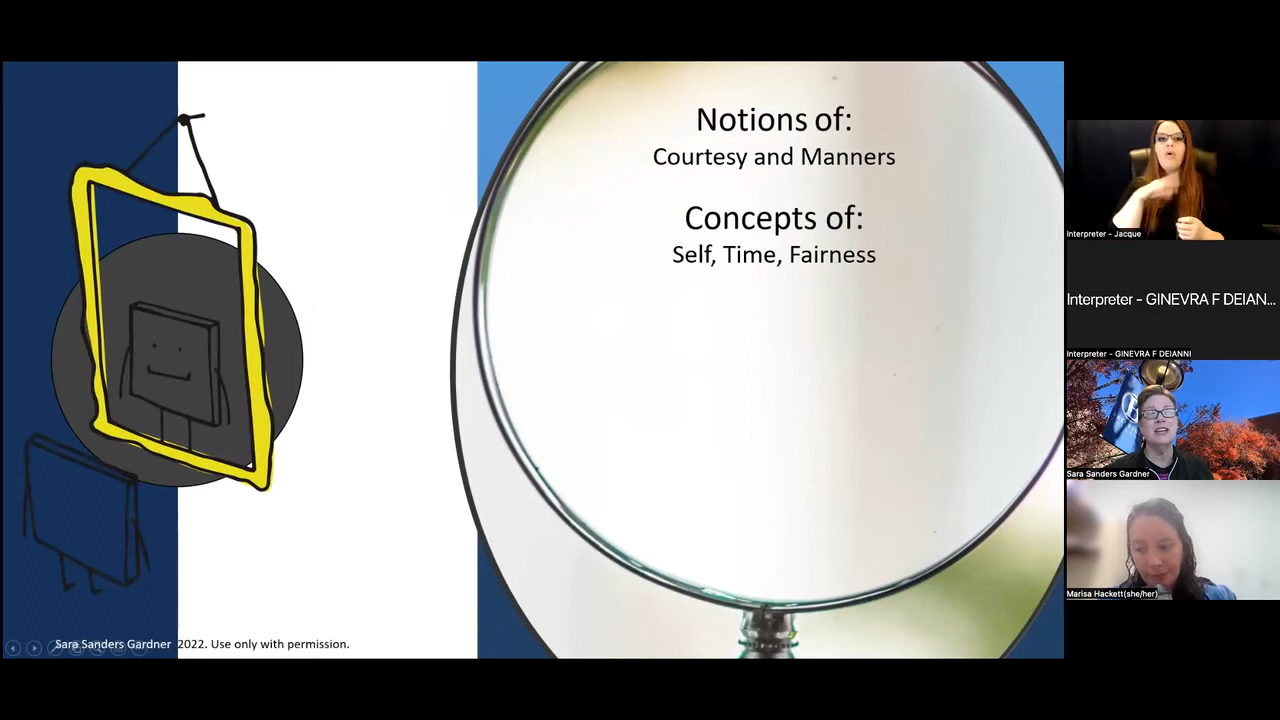 Notions of:
Courtesy and Manners
Concepts of:
Self, Time, Fairness
Sara Sanders Gardner 2022. Use only with permission.
Interpreter - Jacque
Interpreter - GINEVRA F DEIAN...
Interpreter - GINEVRA F DEIANNI
Sara Sanders Gardner
Marisa Hackett(she/her)